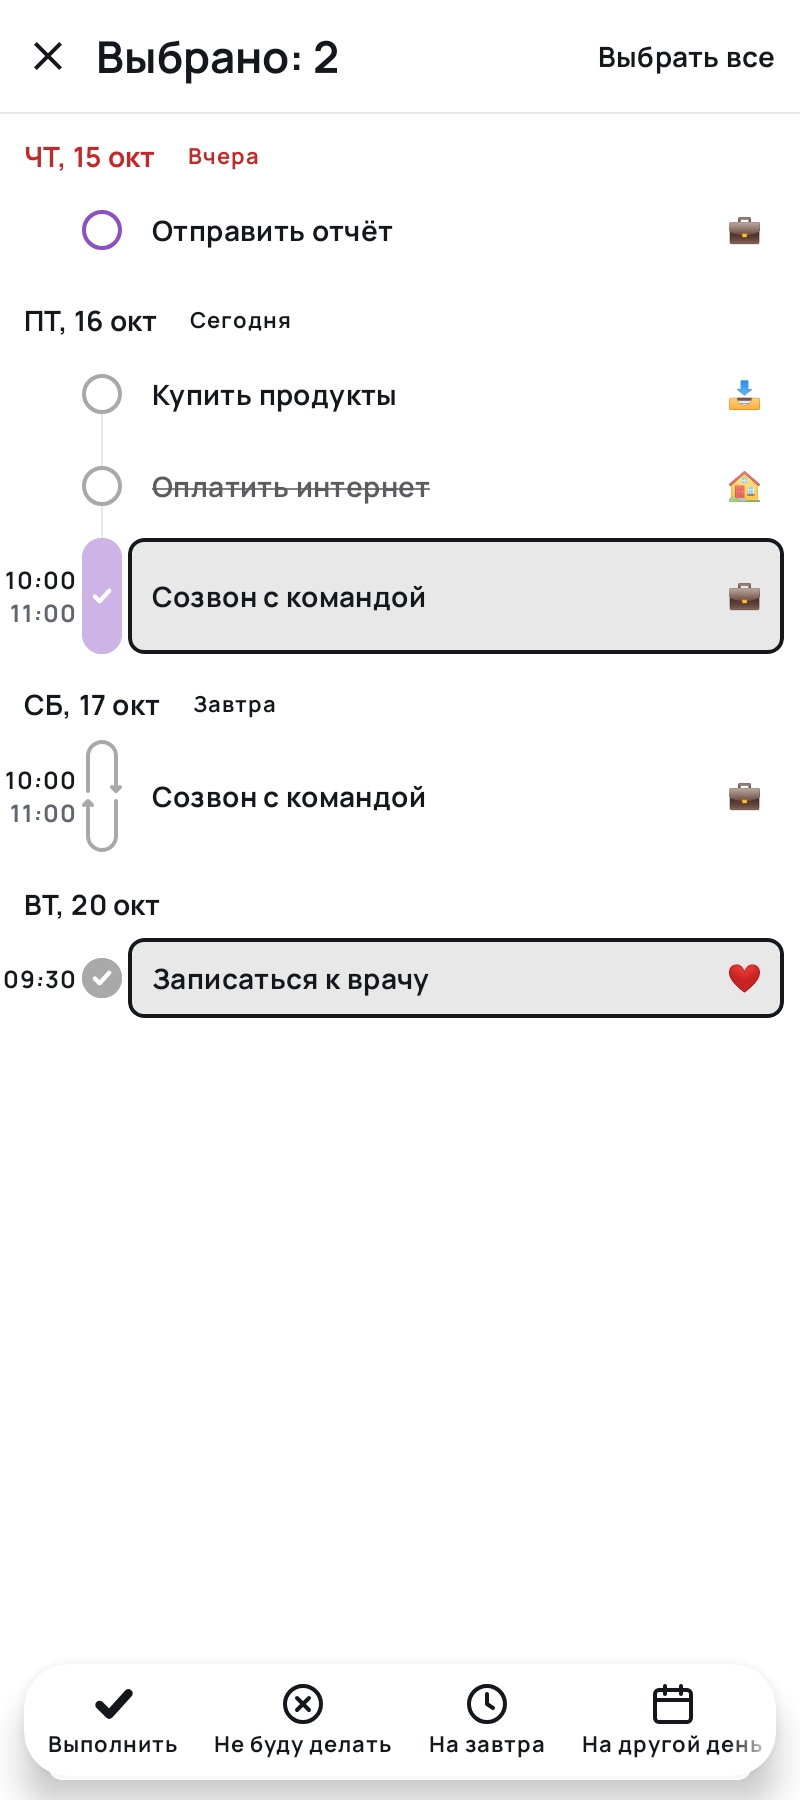 Выбрано: 2
Выбрать все
ЧТ, 15 окт Вчера
Отправить отчёт
ПТ, 16 окт Сегодня
Купить продукты
Оплатить интернет
10:00
11:00
Созвон с командой
СБ, 17 окт Завтра
10:00
11:00
Созвон с командой
ВТ, 20 окт
09:30 Записаться к врачу
Выполнить Не буду делать На завтра На другой день